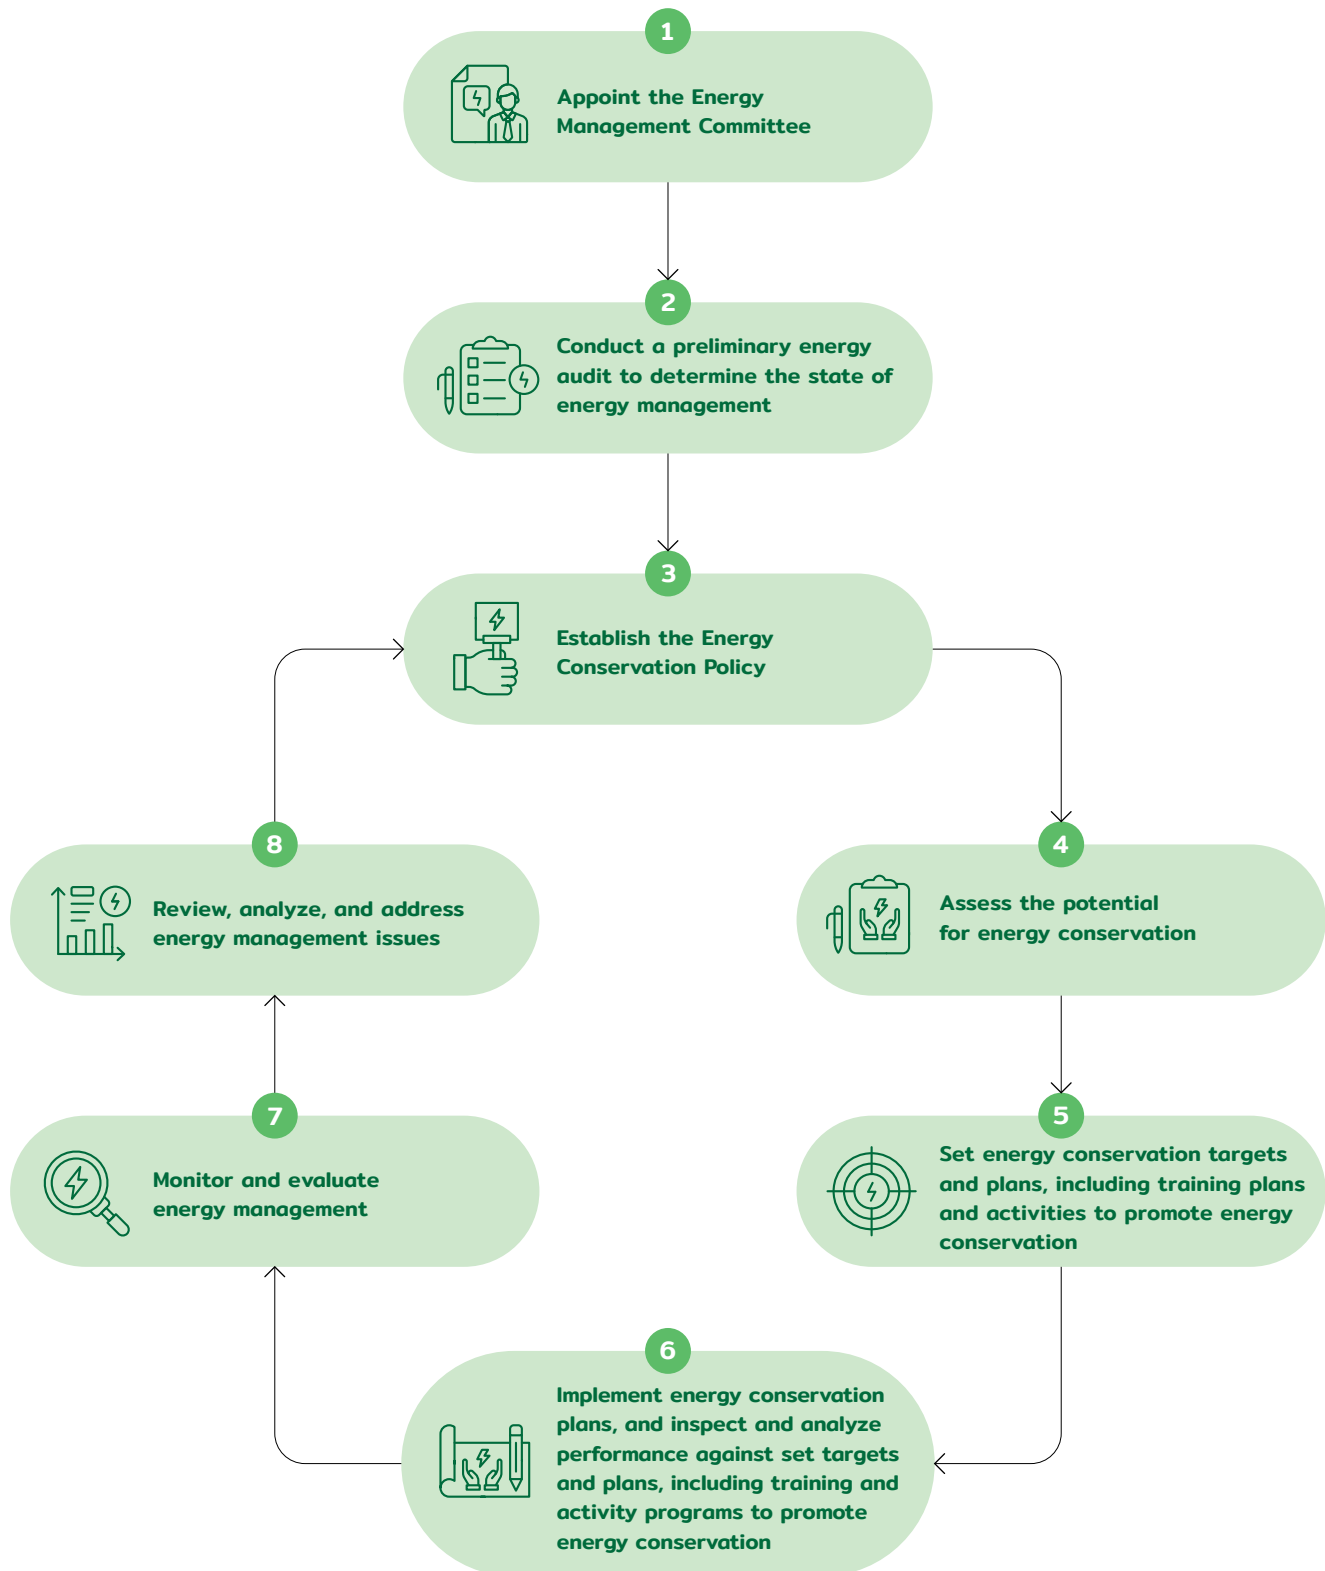 1
Appoint the Energy
Management Committee
2
Conduct a preliminary energy
audit to determine the state of
energy management
3
Establish the Energy
Conservation Policy
4
Assess the potential
for energy conservation
5
Set energy conservation targets
and plans, including training plans
and activities to promote energy
conservation
6
Implement energy conservation
plans, and inspect and analyze
performance against set targets
and plans, including training and
activity programs to promote
energy conservation
7
Monitor and evaluate
energy management
8
Review, analyze, and address
energy management issues